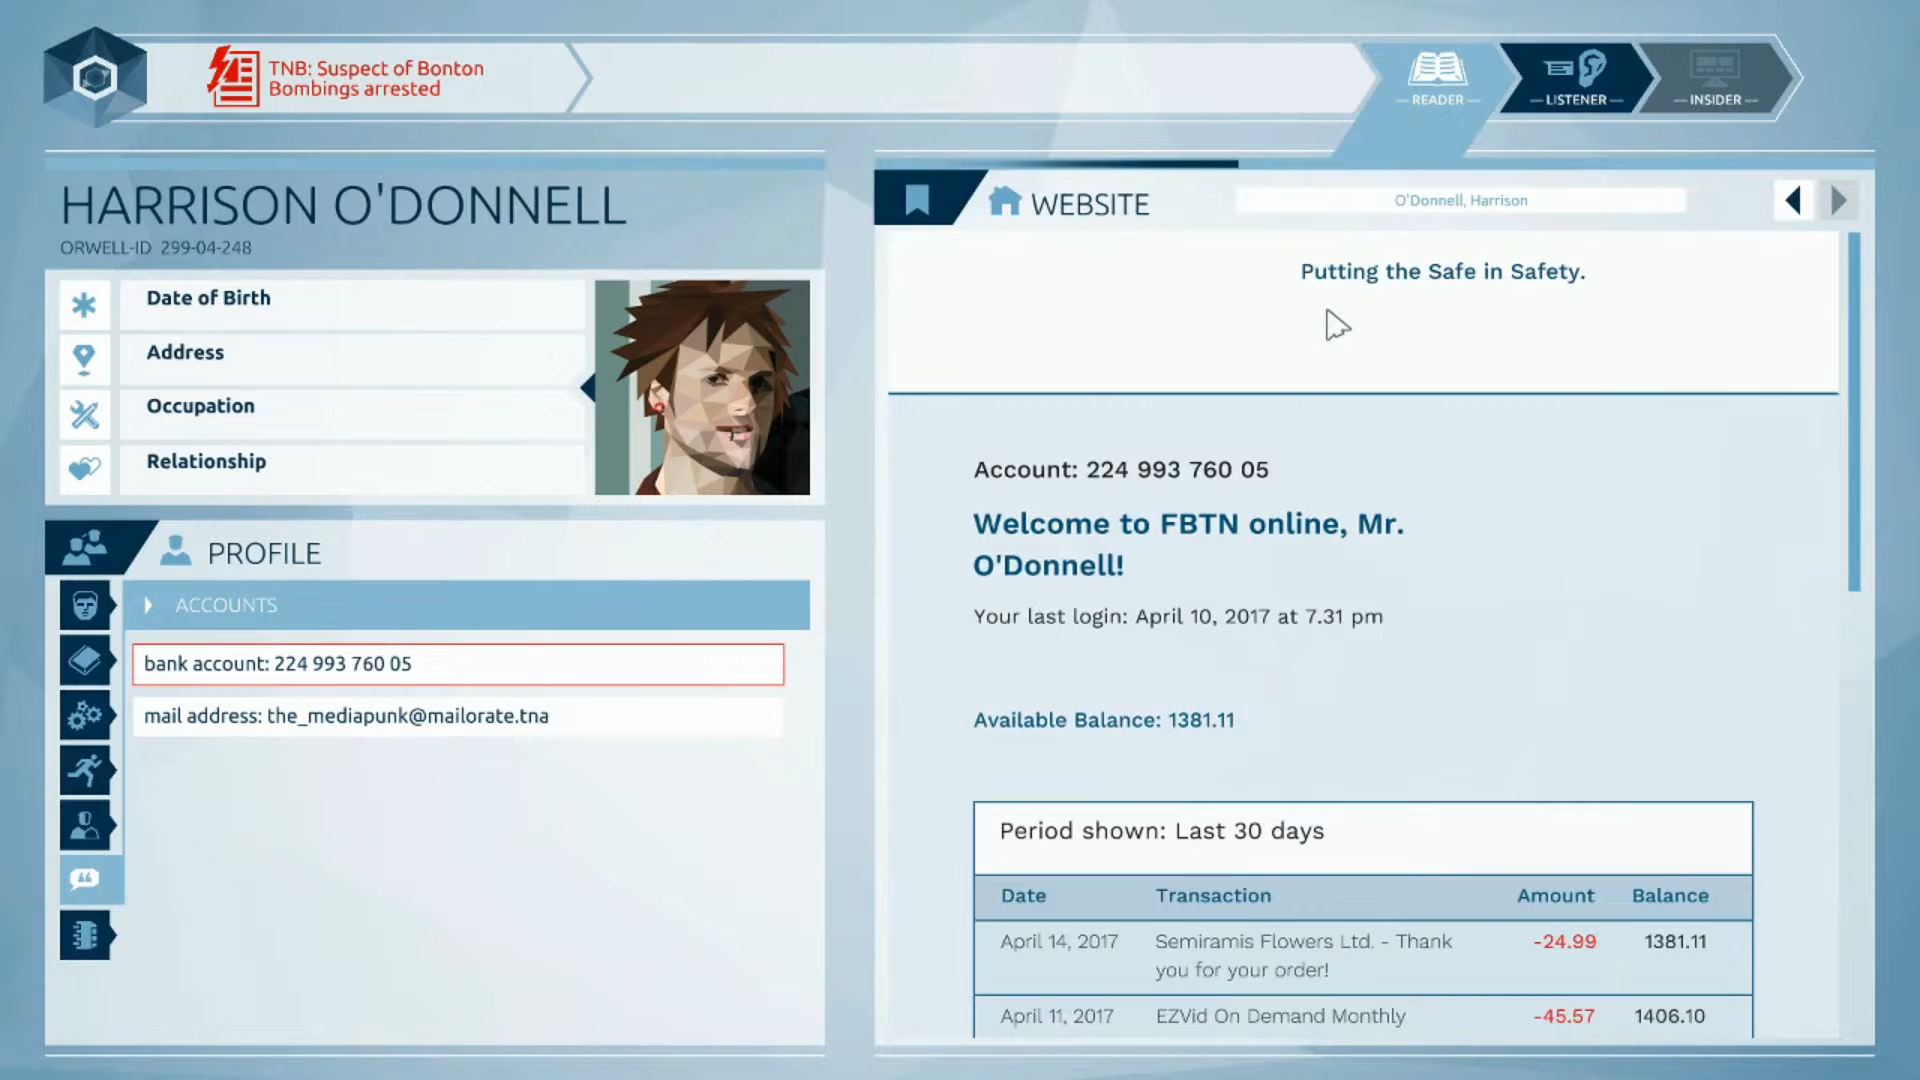 TNB: Suspect of Bonton
Bombings arrested
— READER —
— LISTENER —
— INSIDER —
HARRISON O'DONNELL
ORWELL-ID 299-04-248
Date of Birth
Address
Occupation
Relationship
PROFILE
ACCOUNTS
bank account: 224 993 760 05
mail address: the_mediapunk@mailorate.tna
WEBSITE
O'Donnell, Harrison
Putting the Safe in Safety.
Account: 224 993 760 05
Welcome to FBTN online, Mr.
O'Donnell!
Your last login: April 10, 2017 at 7.31 pm
Available Balance: 1381.11
Period shown: Last 30 days
Date Transaction Amount Balance
April 14, 2017 Semiramis Flowers Ltd. - Thank -24.99 1381.11
you for your order!
April 11, 2017 EZVid On Demand Monthly -45.57 1406.10